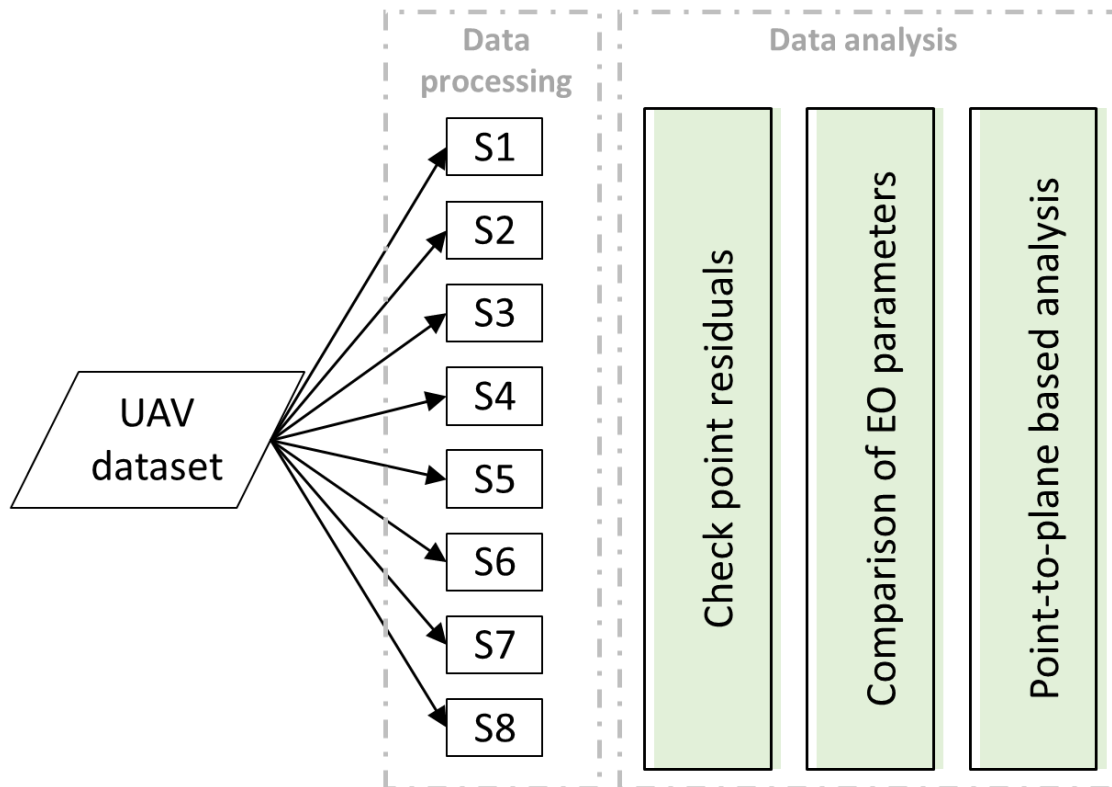 Data
processing
Data analysis
UAV
dataset
S1
S2
S3
S4
S5
S6
S7
S8
Check point residuals
Comparison of EO parameters
Point-to-plane based analysis